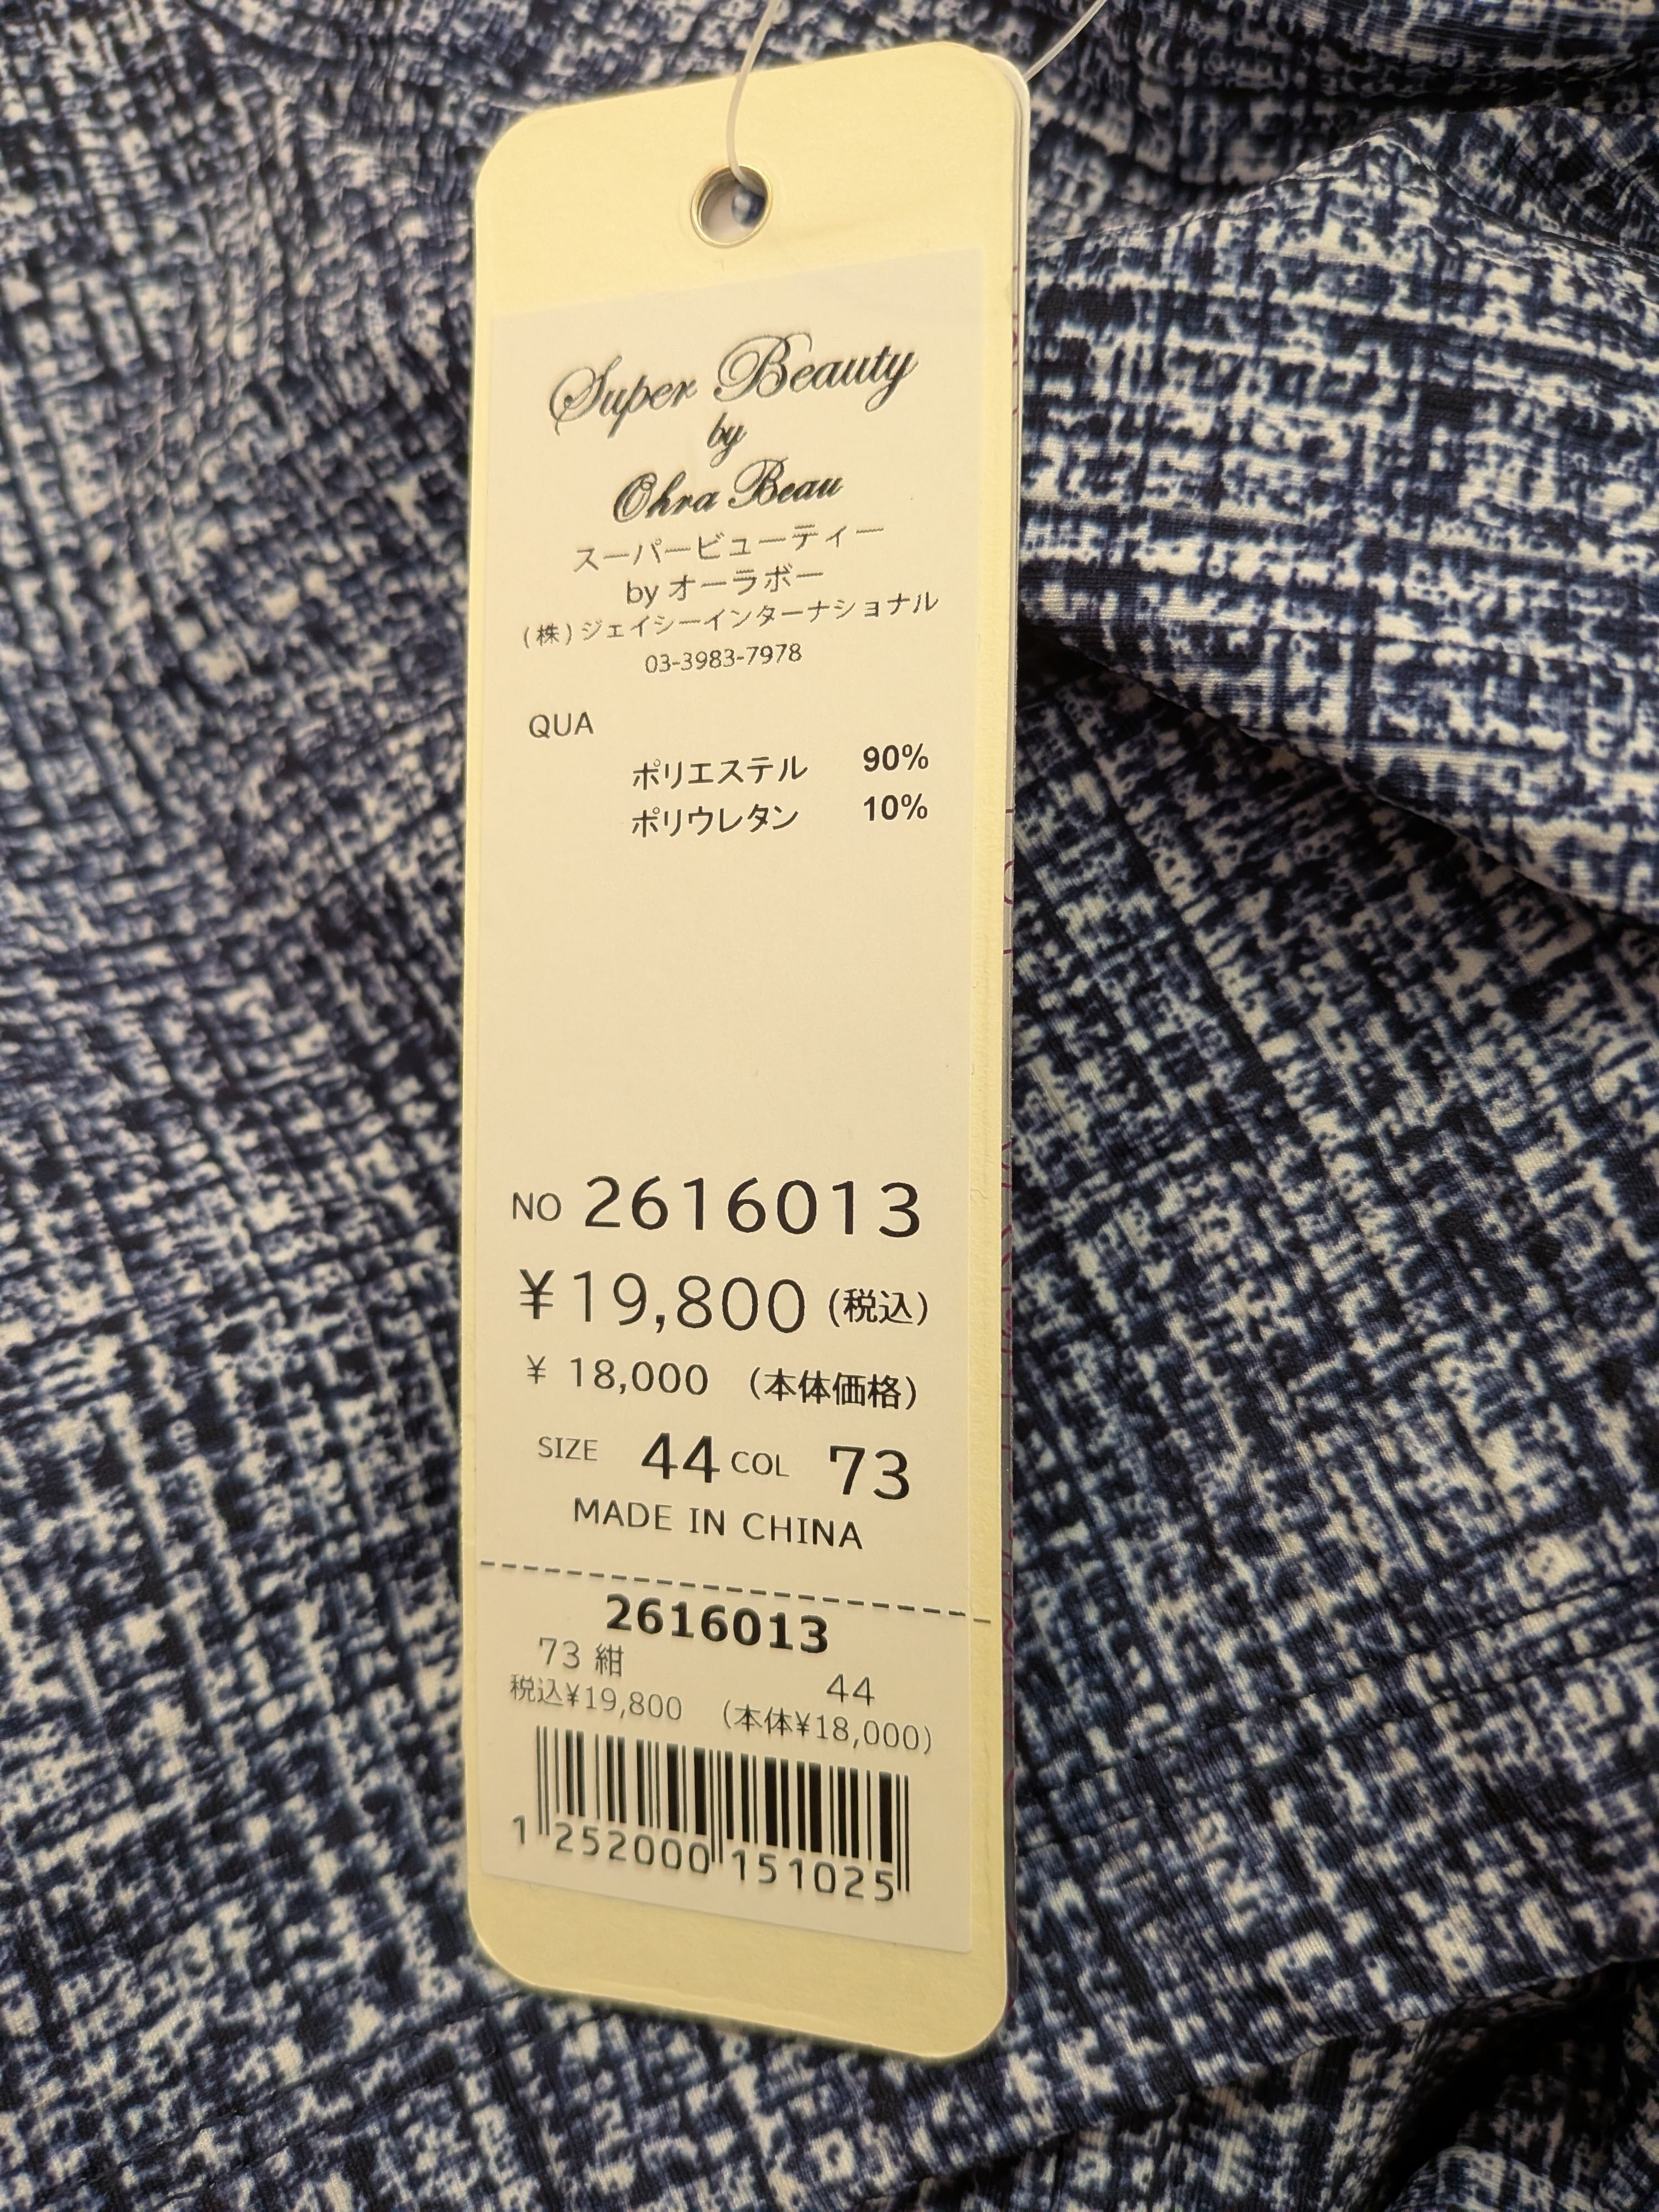 Super Beauty
by
Ohra Beau
スーパービューティー
by オーラボー
(株)ジェイシーインターナショナル
03-3983-7978
QUA
ポリエステル 90%
ポリウレタン 10%
NO 2616013
¥19,800 (税込)
¥ 18,000 (本体価格)
SIZE 44 COL 73
MADE IN CHINA
2616013
73 紺 44
税込¥19,800 (本体¥18,000)
1 252000 151025